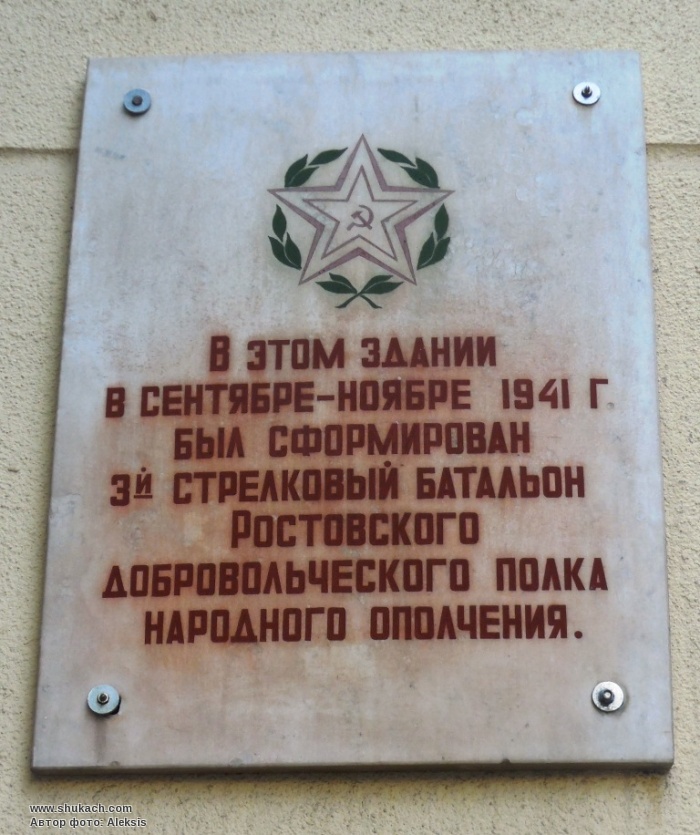 В ЭТОМ ЗДАНИИ
В СЕНТЯБРЕ-НОЯБРЕ 1941 Г
БЫЛ СФОРМИРОВАН
3Й СТРЕЛКОВЫЙ БАТАЛЬОН
РОСТОВСКОГО
ДОБРОВОЛЬЧЕСКОГО ПОЛКА
НАРОДНОГО ОПОЛЧЕНИЯ.
www.shukach.com
Автор фото: Aleksis